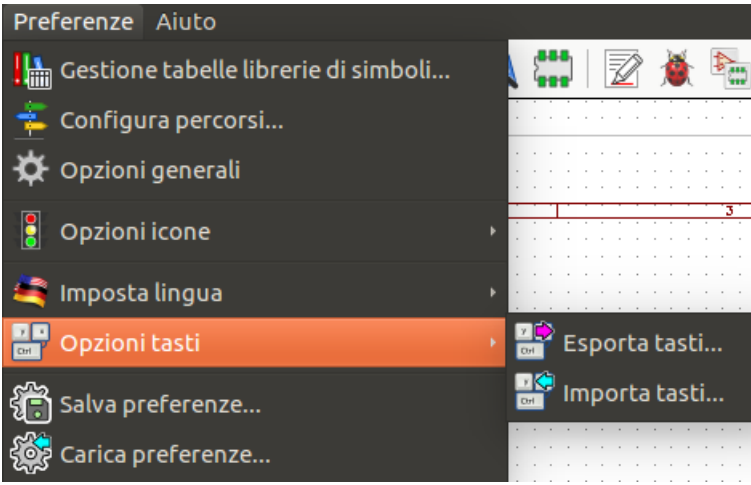 Preferenze Aiuto
Gestione tabelle librerie di simboli...
Configura percorsi...
Opzioni generali
3
Opzioni icone
Imposta lingua
Opzioni tasti
Esporta tasti...
Importa tasti...
Salva preferenze...
Carica preferenze...